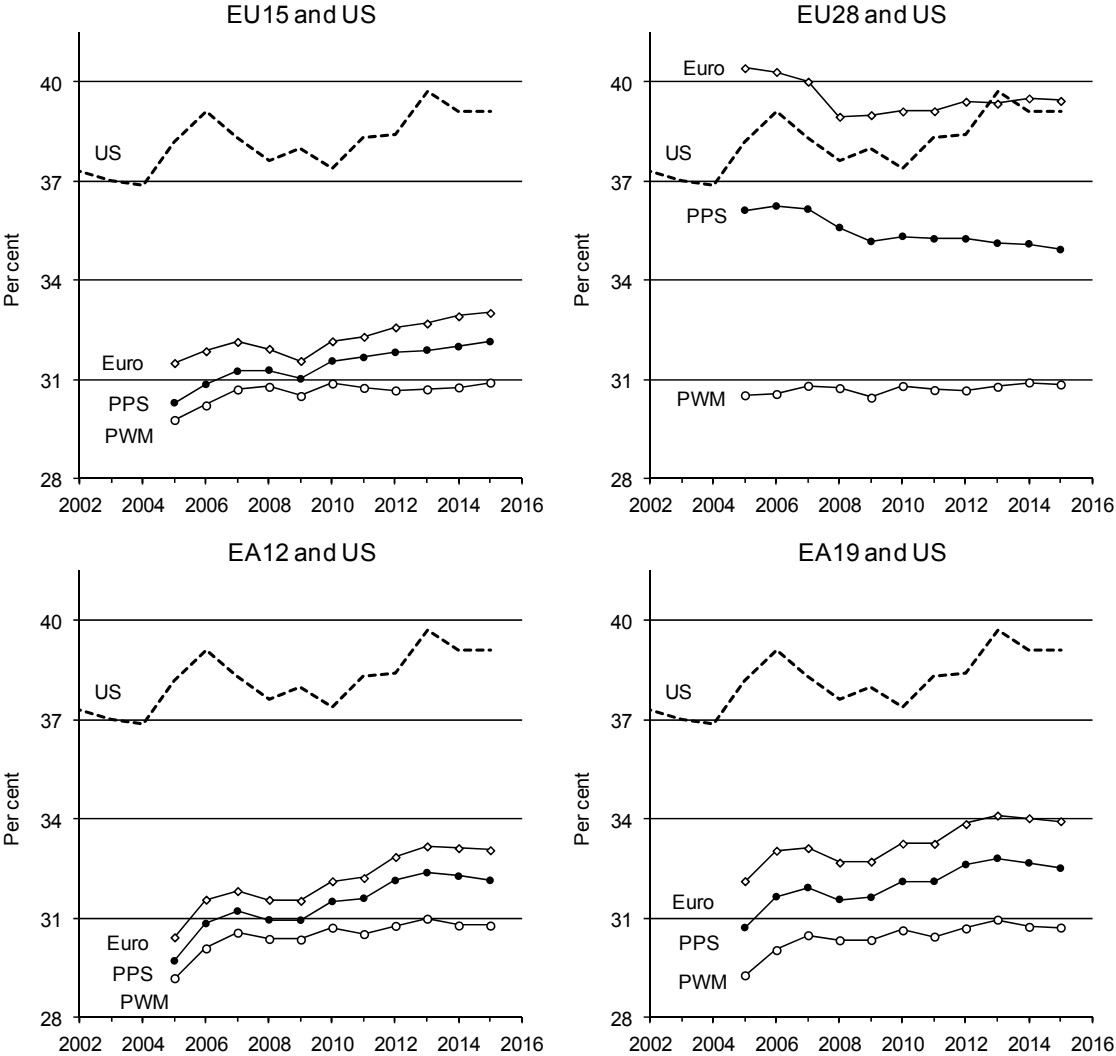 EU15 and US
Per cent
40
37
34
31
28
US
Euro
PPS
PWM
2002 2004 2006 2008 2010 2012 2014 2016
EU28 and US
Per cent
40
37
34
31
28
Euro
US
PPS
PWM
2002 2004 2006 2008 2010 2012 2014 2016
EA12 and US
Per cent
40
37
34
31
28
US
Euro
PPS
PWM
2002 2004 2006 2008 2010 2012 2014 2016
EA19 and US
Per cent
40
37
34
31
28
US
Euro
PPS
PWM
2002 2004 2006 2008 2010 2012 2014 2016